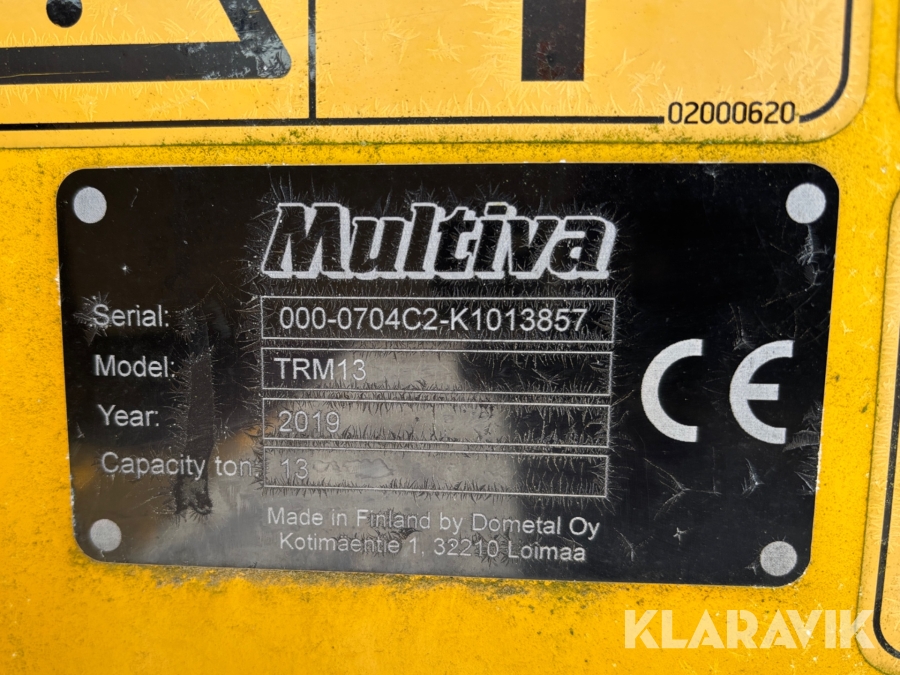 02000620
Multiva
Serial: 000-0704C2-K1013857
Model: TRM13
Year: 2019
Capacity ton: 13
CE
Made in Finland by Dometal Oy
Kotimaentie 1, 32210 Loimaa
KLARAVIK